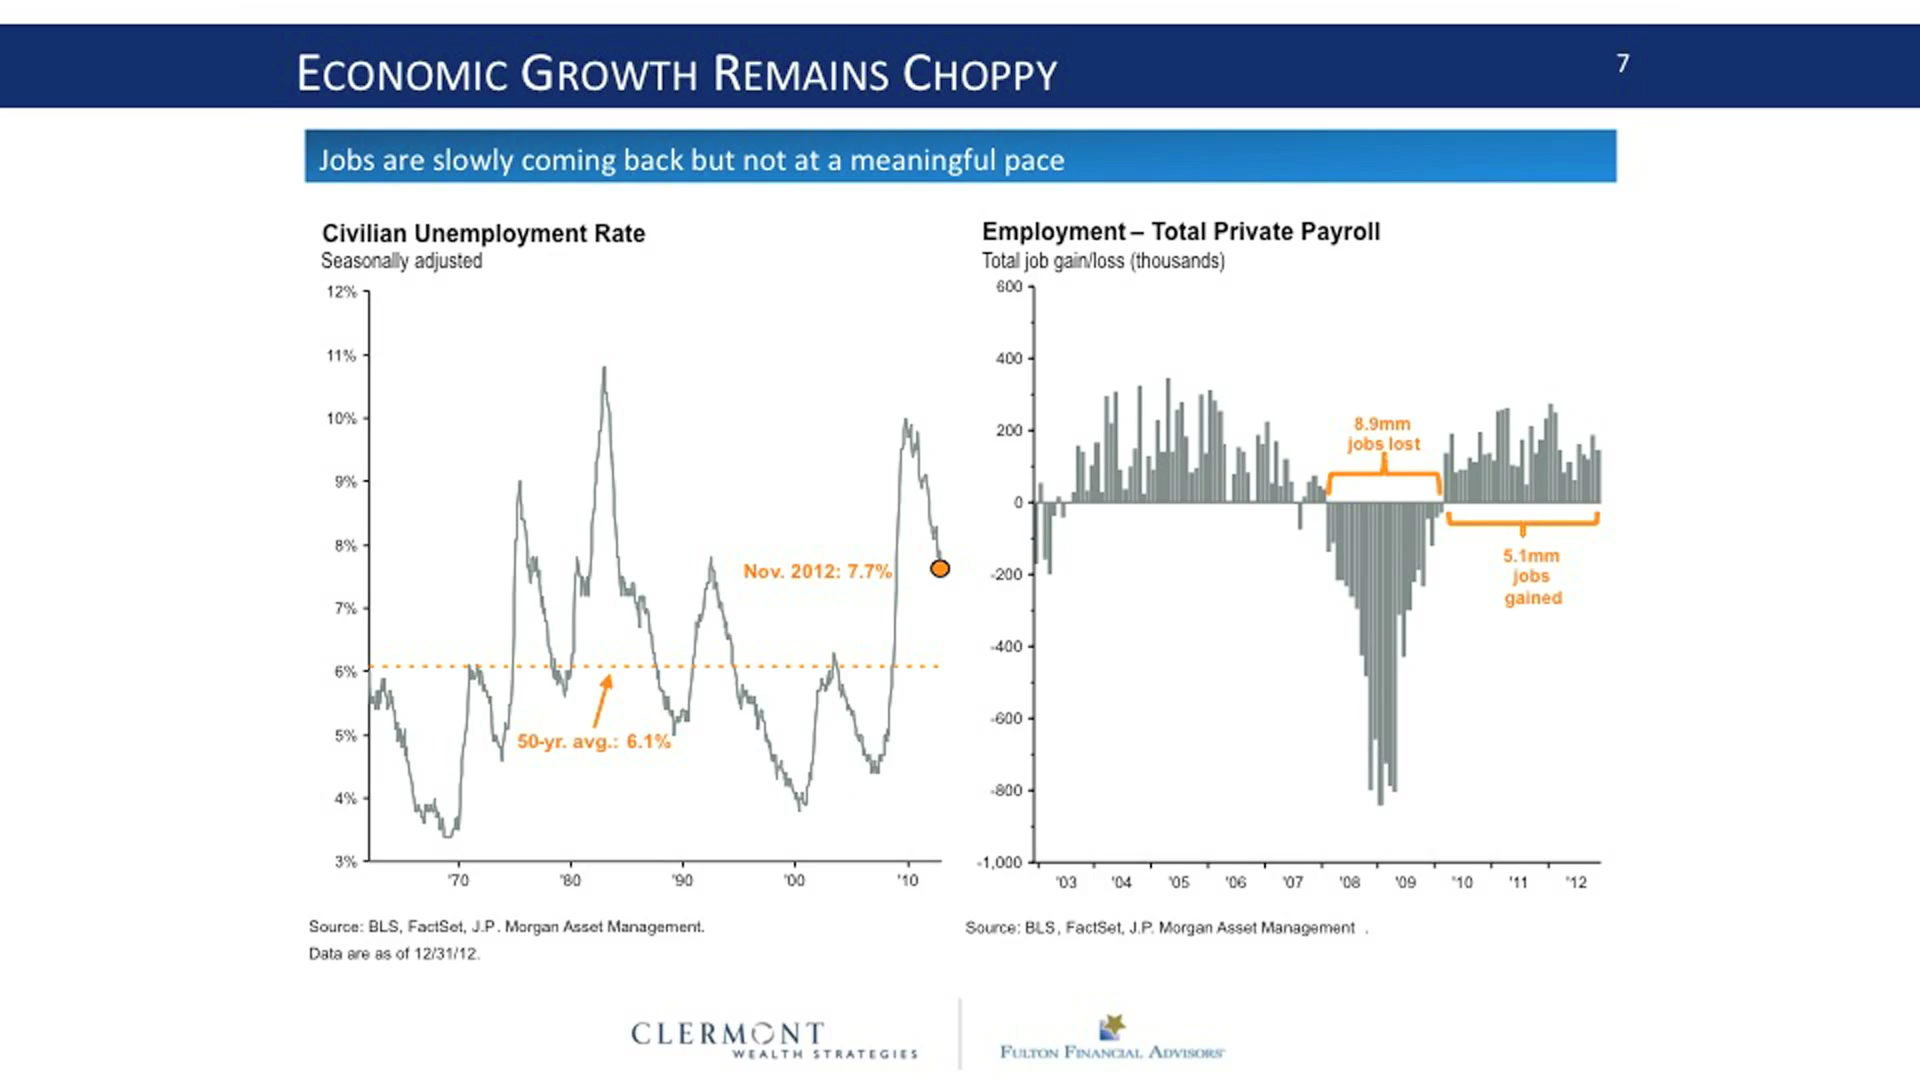 ECONOMIC GROWTH REMAINS CHOPPY
7
Jobs are slowly coming back but not at a meaningful pace
Civilian Unemployment Rate
Seasonally adjusted
12%
11%
10%
9%
8%
7%
6%
5%
4%
3%
Nov. 2012: 7.7%
50-yr. avg.: 6.1%
'70
'80
'90
'00
'10
Source: BLS, FactSet, J.P. Morgan Asset Management.
Data are as of 12/31/12.
Employment – Total Private Payroll
Total job gain/loss (thousands)
600
400
200
0
-200
-400
-600
-800
-1,000
8.9mm
jobs lost
5.1mm
jobs
gained
'03
'04
'05
'06
'07
'08
'09
'10
'11
'12
Source: BLS, FactSet, J.P. Morgan Asset Management .
CLERMONT
WEALTH STRATEGIES
FULTON FINANCIAL ADVISORS